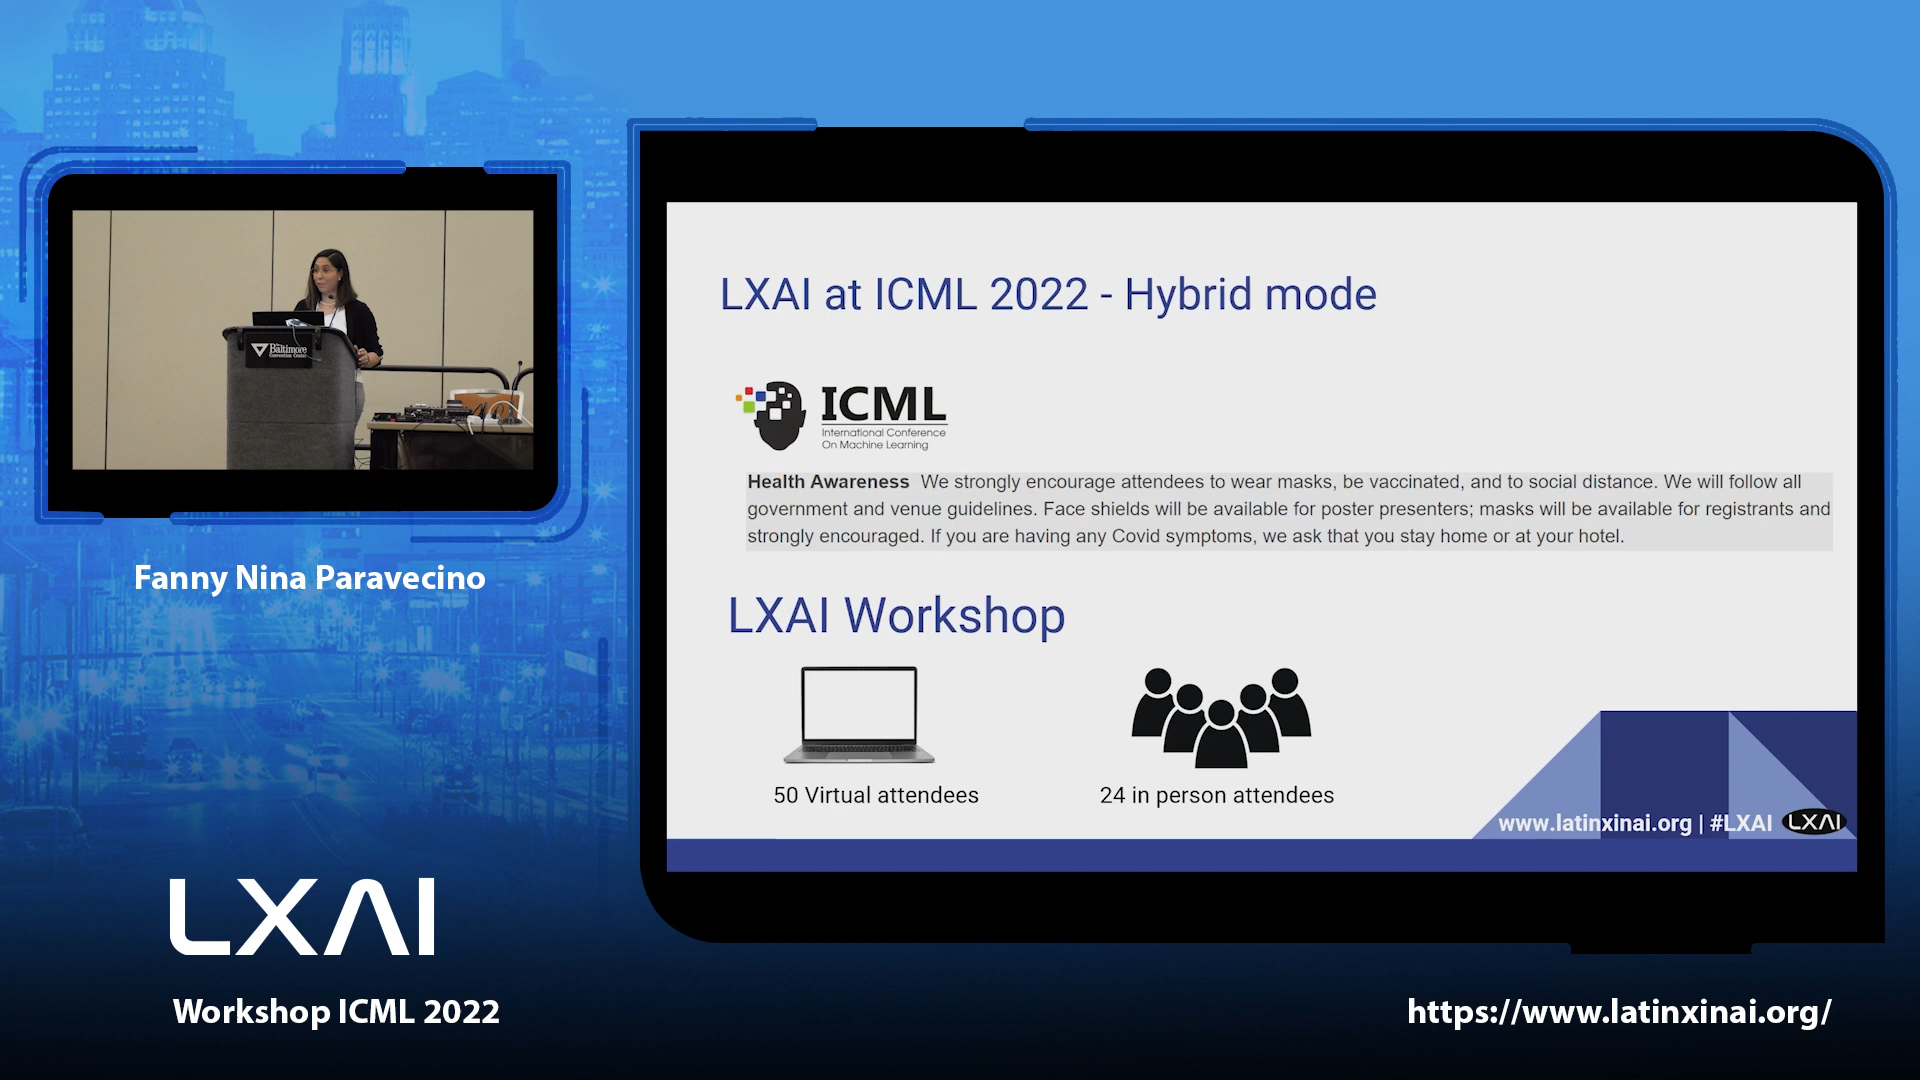 Baltimore
Convention Center
Fanny Nina Paravecino
LXAI
Workshop ICML 2022
LXAI at ICML 2022 - Hybrid mode
ICML
International Conference
On Machine Learning
Health Awareness We strongly encourage attendees to wear masks, be vaccinated, and to social distance. We will follow all
government and venue guidelines. Face shields will be available for poster presenters; masks will be available for registrants and
strongly encouraged. If you are having any Covid symptoms, we ask that you stay home or at your hotel.
LXAI Workshop
50 Virtual attendees
24 in person attendees
www.latinxinai.org | #LXAI LXAI
https://www.latinxinai.org/